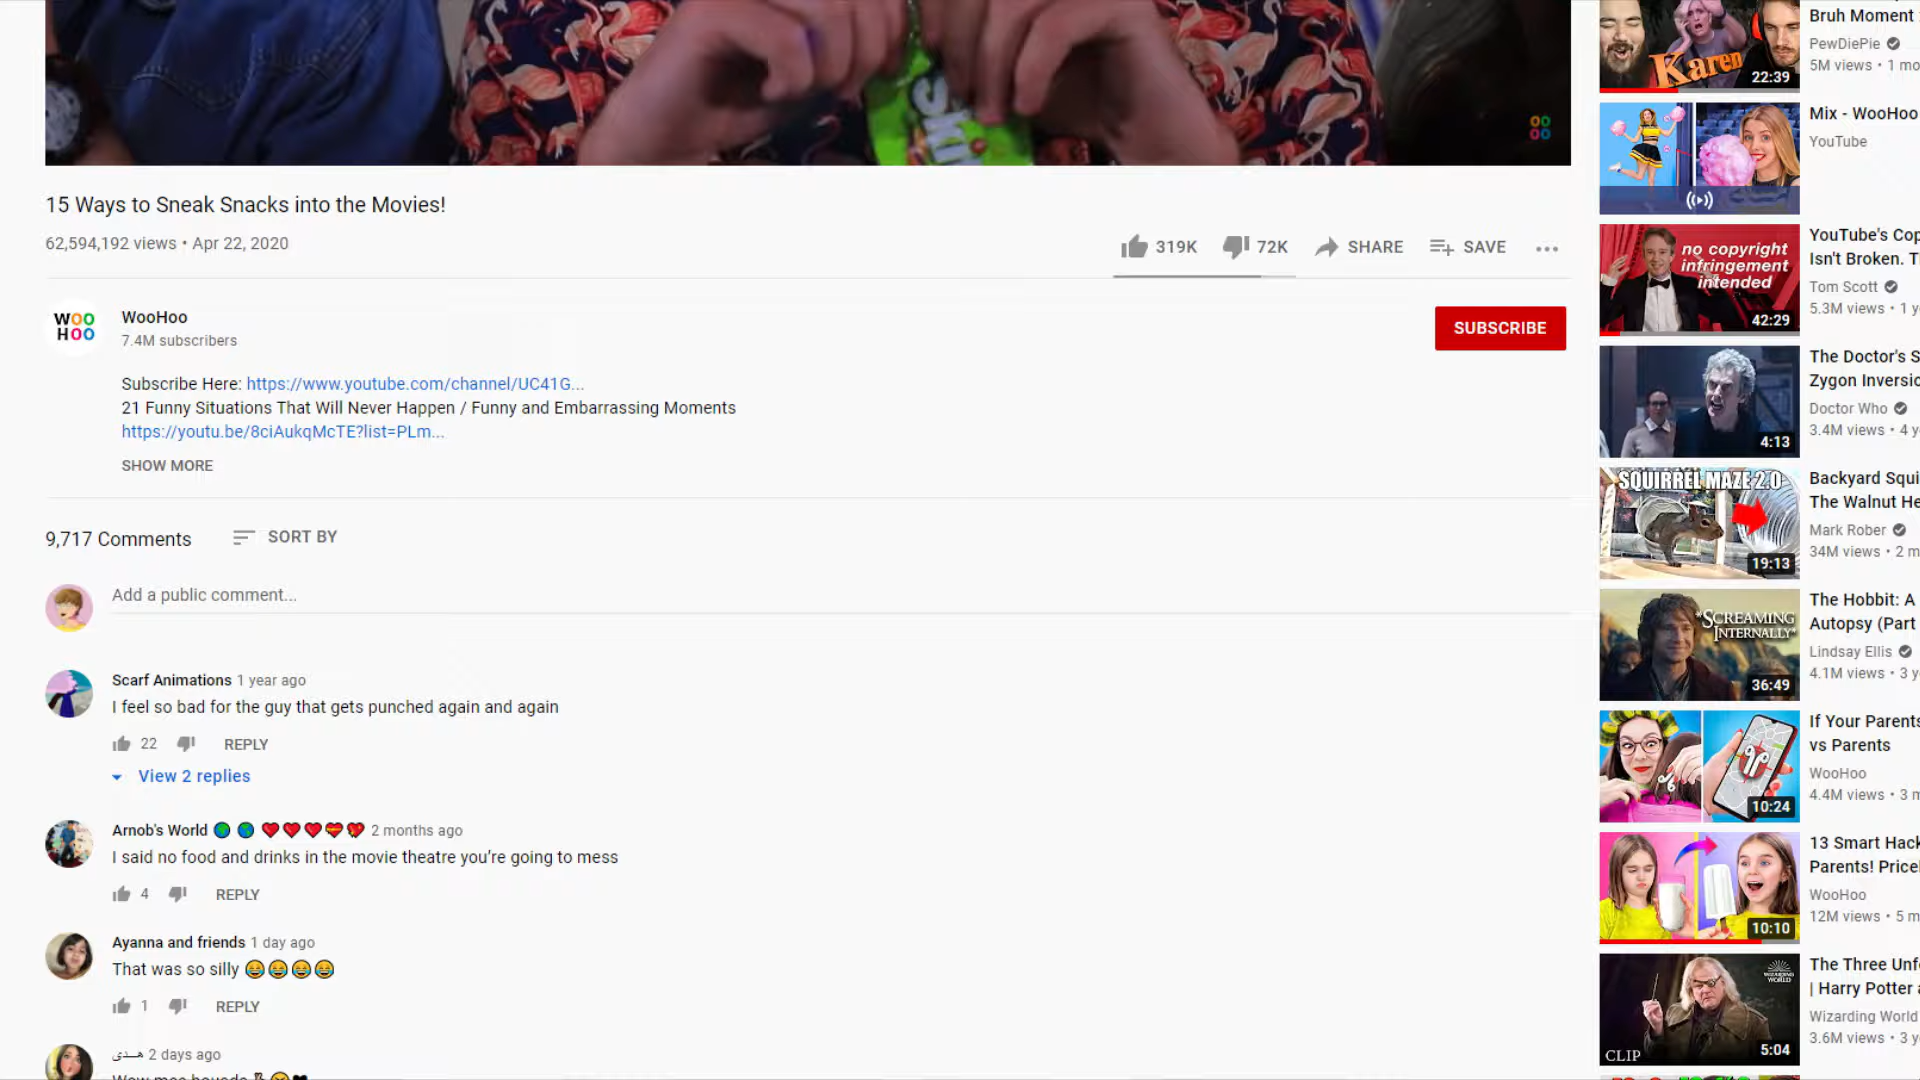 15 Ways to Sneak Snacks into the Movies!
62,594,192 views • Apr 22, 2020
319K
72K
SHARE
SAVE
WOO
HOO
WooHoo
7.4M subscribers
SUBSCRIBE
Subscribe Here: https://www.youtube.com/channel/UC41G...
21 Funny Situations That Will Never Happen / Funny and Embarrassing Moments
https://youtu.be/8ciAukqMcTE?list=PLm...
SHOW MORE
9,717 Comments
SORT BY
Add a public comment...
Scarf Animations 1 year ago
I feel so bad for the guy that gets punched again and again
22
REPLY
View 2 replies
Arnob's World 🌍 🌎 ❤❤❤💝💖 2 months ago
I said no food and drinks in the movie theatre you're going to mess
4
REPLY
Ayanna and friends 1 day ago
That was so silly 😂😂😂😂
1
REPLY
هـدى 2 days ago
Karen
22:39
Bruh Moment
PewDiePie
5M views • 1 mo
Mix - WooHoo
YouTube
no copyright
infringement
intended
42:29
YouTube's Cop
Isn't Broken. T
Tom Scott
5.3M views • 1 y
4:13
The Doctor's S
Zygon Inversio
Doctor Who
3.4M views • 4 y
SQUIRREL MAZE 2.0
19:13
Backyard Squi
The Walnut He
Mark Rober
34M views • 2 m
*SCREAMING
INTERNALLY*
36:49
The Hobbit: A
Autopsy (Part
Lindsay Ellis
4.1M views • 3 y
10:24
If Your Parents
vs Parents
WooHoo
4.4M views • 3 m
10:10
13 Smart Hack
Parents! Pricel
WooHoo
12M views • 5 m
WIZARDING
WORLD
CLIP
5:04
The Three Unf
| Harry Potter a
Wizarding World
3.6M views • 3 y